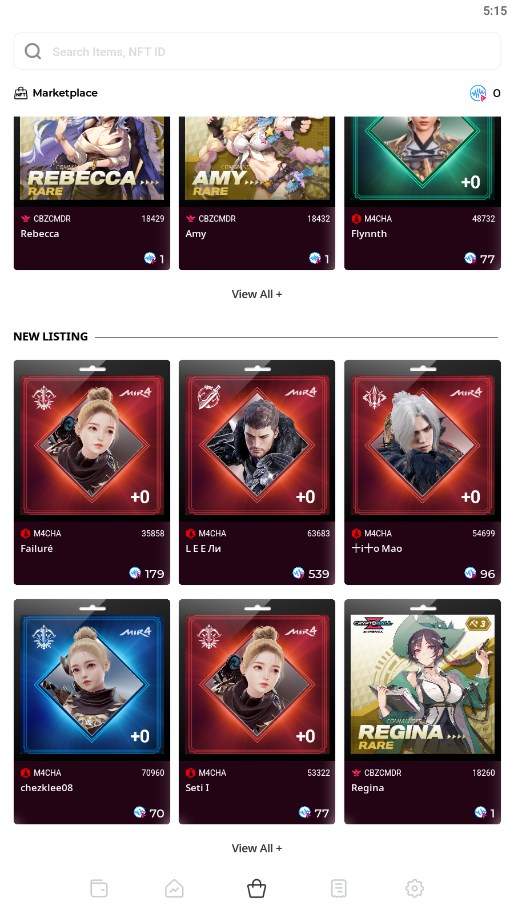 5:15
Search Items, NFT ID
Marketplace
0
REBECCA
RARE
CBZCMDR 18429
Rebecca
1
AMY
RARE
CBZCMDR 18432
Amy
1
+0
M4CHA 48732
Flynnth
77
View All +
NEW LISTING
MIR4
+0
M4CHA 35858
Failuré
179
MIR4
+0
M4CHA 63683
L E E Ли
539
MIR4
+0
M4CHA 54699
十i十o Mao
96
MIR4
+0
M4CHA 70960
chezklee08
70
MIR4
+0
M4CHA 53322
Seti I
77
3
REGINA
RARE
CBZCMDR 18260
Regina
1
View All +